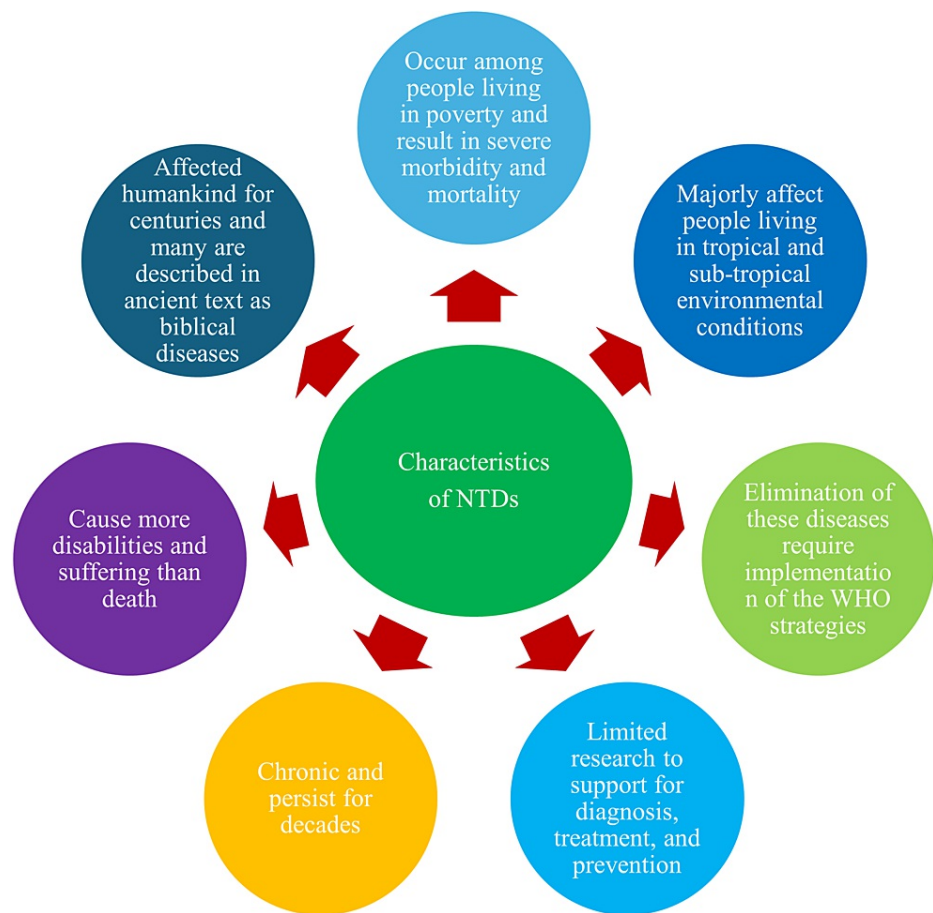 Occur among
people living
in poverty and
result in severe
morbidity and
mortality
Majorly affect
people living
in tropical and
sub-tropical
environmental
conditions
Elimination of
these diseases
require
implementatio
n of the WHO
strategies
Limited
research to
support for
diagnosis,
treatment, and
prevention
Chronic and
persist for
decades
Cause more
disabilities and
suffering than
death
Affected
humankind for
centuries and
many are
described in
ancient text as
biblical
diseases
Characteristics
of NTDs